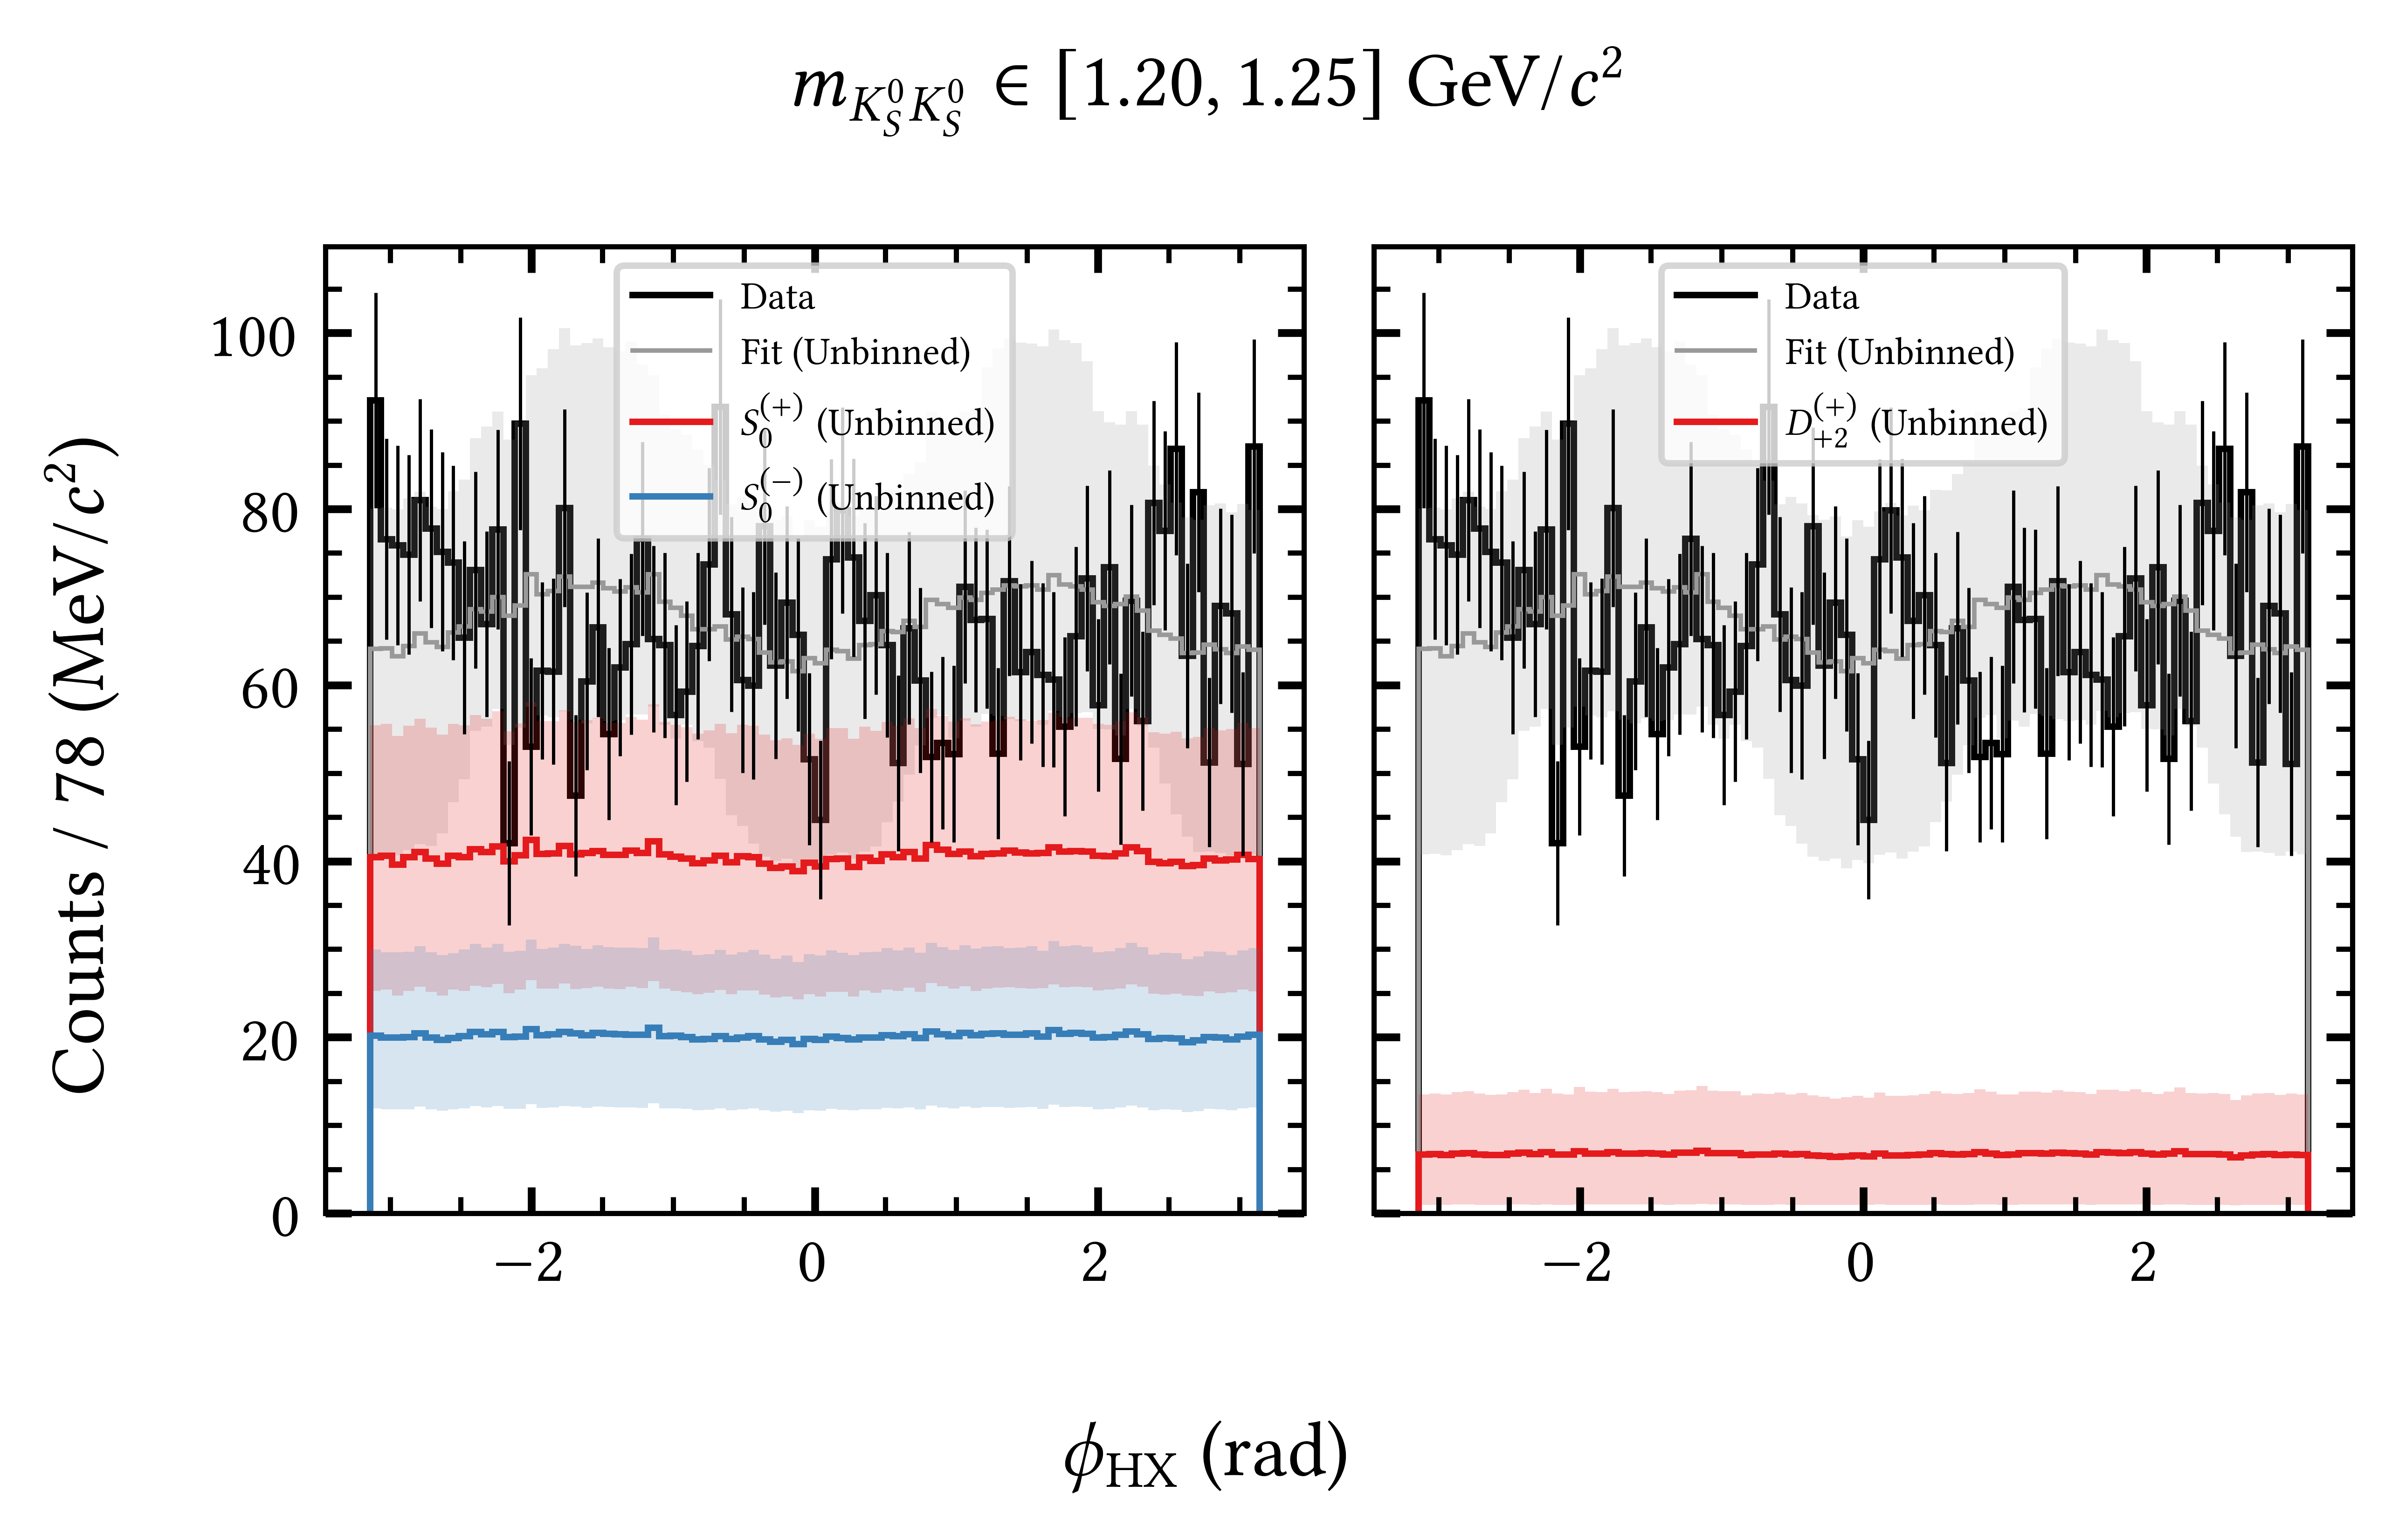 m_{K_S^0 K_S^0} ∈ [1.20, 1.25] GeV/c²
Counts / 78 (MeV/c²)
100
80
60
40
20
0
Data
Fit (Unbinned)
S_0^{(+)} (Unbinned)
S_0^{(−)} (Unbinned)
−2
0
2
Data
Fit (Unbinned)
D_{+2}^{(+)} (Unbinned)
−2
0
2
ϕ_HX (rad)